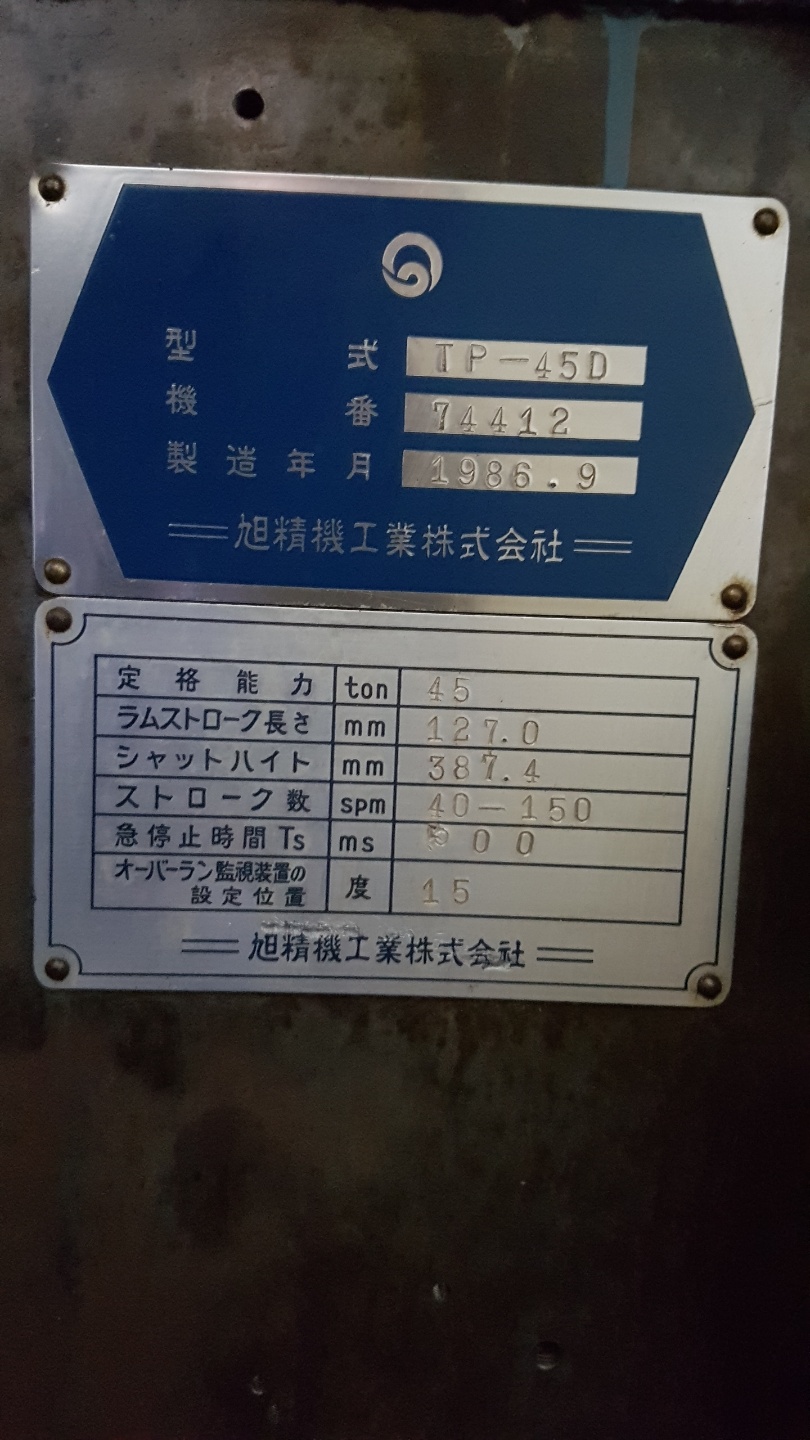 型式 TP-45D
機番 74412
製造年月 1986.9
旭精機工業株式会社
定格能力 ton 45
ラムストローク長さ mm 127.0
シャットハイト mm 387.4
ストローク数 spm 40-150
急停止時間Ts ms
オーバーラン監視装置の
設定位置 度 15
旭精機工業株式会社